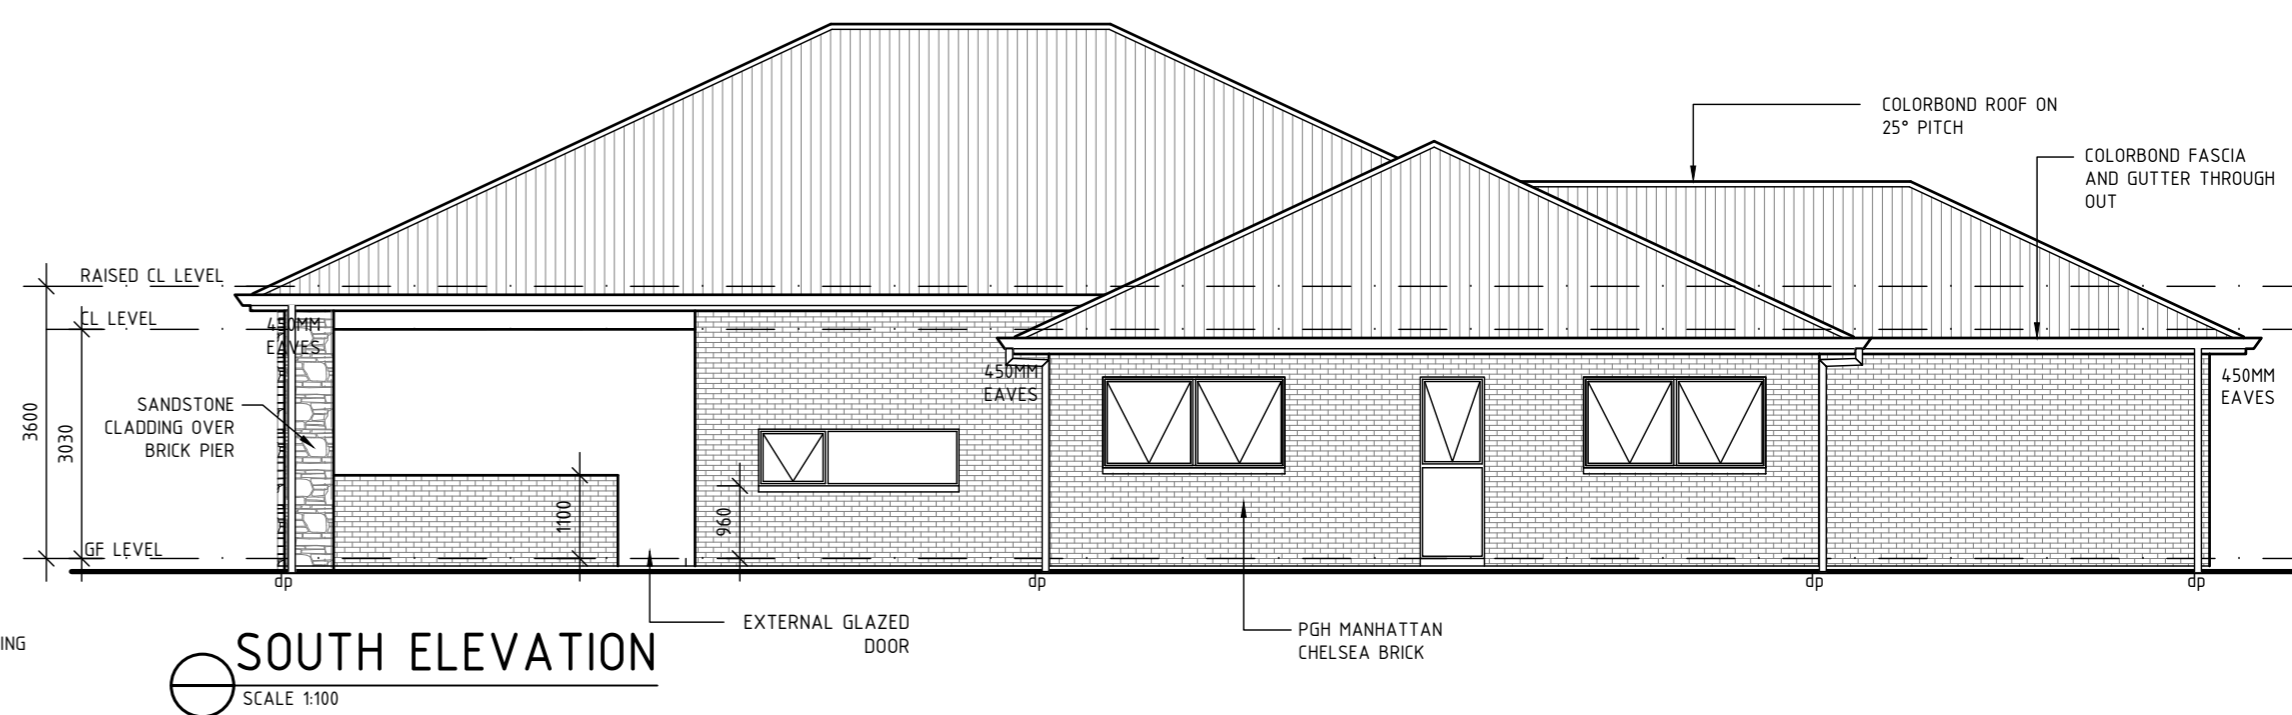 COLORBOND ROOF ON
25° PITCH
COLORBOND FASCIA
AND GUTTER THROUGH
OUT
RAISED CL LEVEL
CL LEVEL
450MM
EAVES
450MM
EAVES
450MM
EAVES
SANDSTONE
CLADDING OVER
BRICK PIER
3600
3030
1100
960
GF LEVEL
dp
dp
dp
dp
EXTERNAL GLAZED
DOOR
PGH MANHATTAN
CHELSEA BRICK
ING
SOUTH ELEVATION
SCALE 1:100